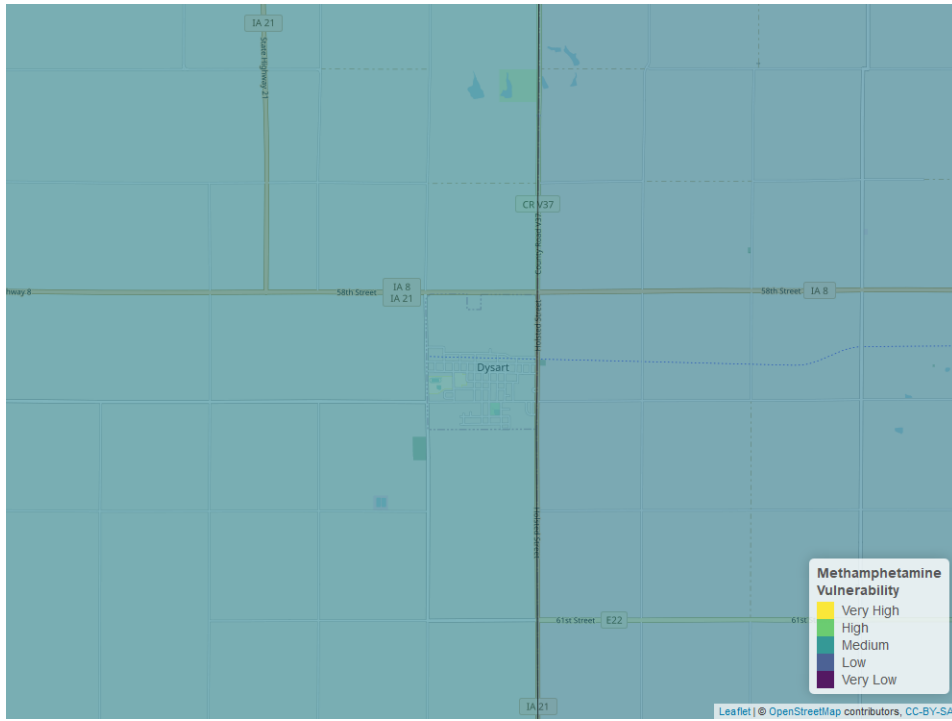 IA 21
State Highway 21
CR V37
County Road V37
hway 8
58th Street
IA 8
IA 21
58th Street
IA 8
Holsted Street
Dysart
Holsted Street
61st Street
E22
61st
IA 21
Methamphetamine
Vulnerability
Very High
High
Medium
Low
Very Low
Leaflet | © OpenStreetMap contributors, CC-BY-SA